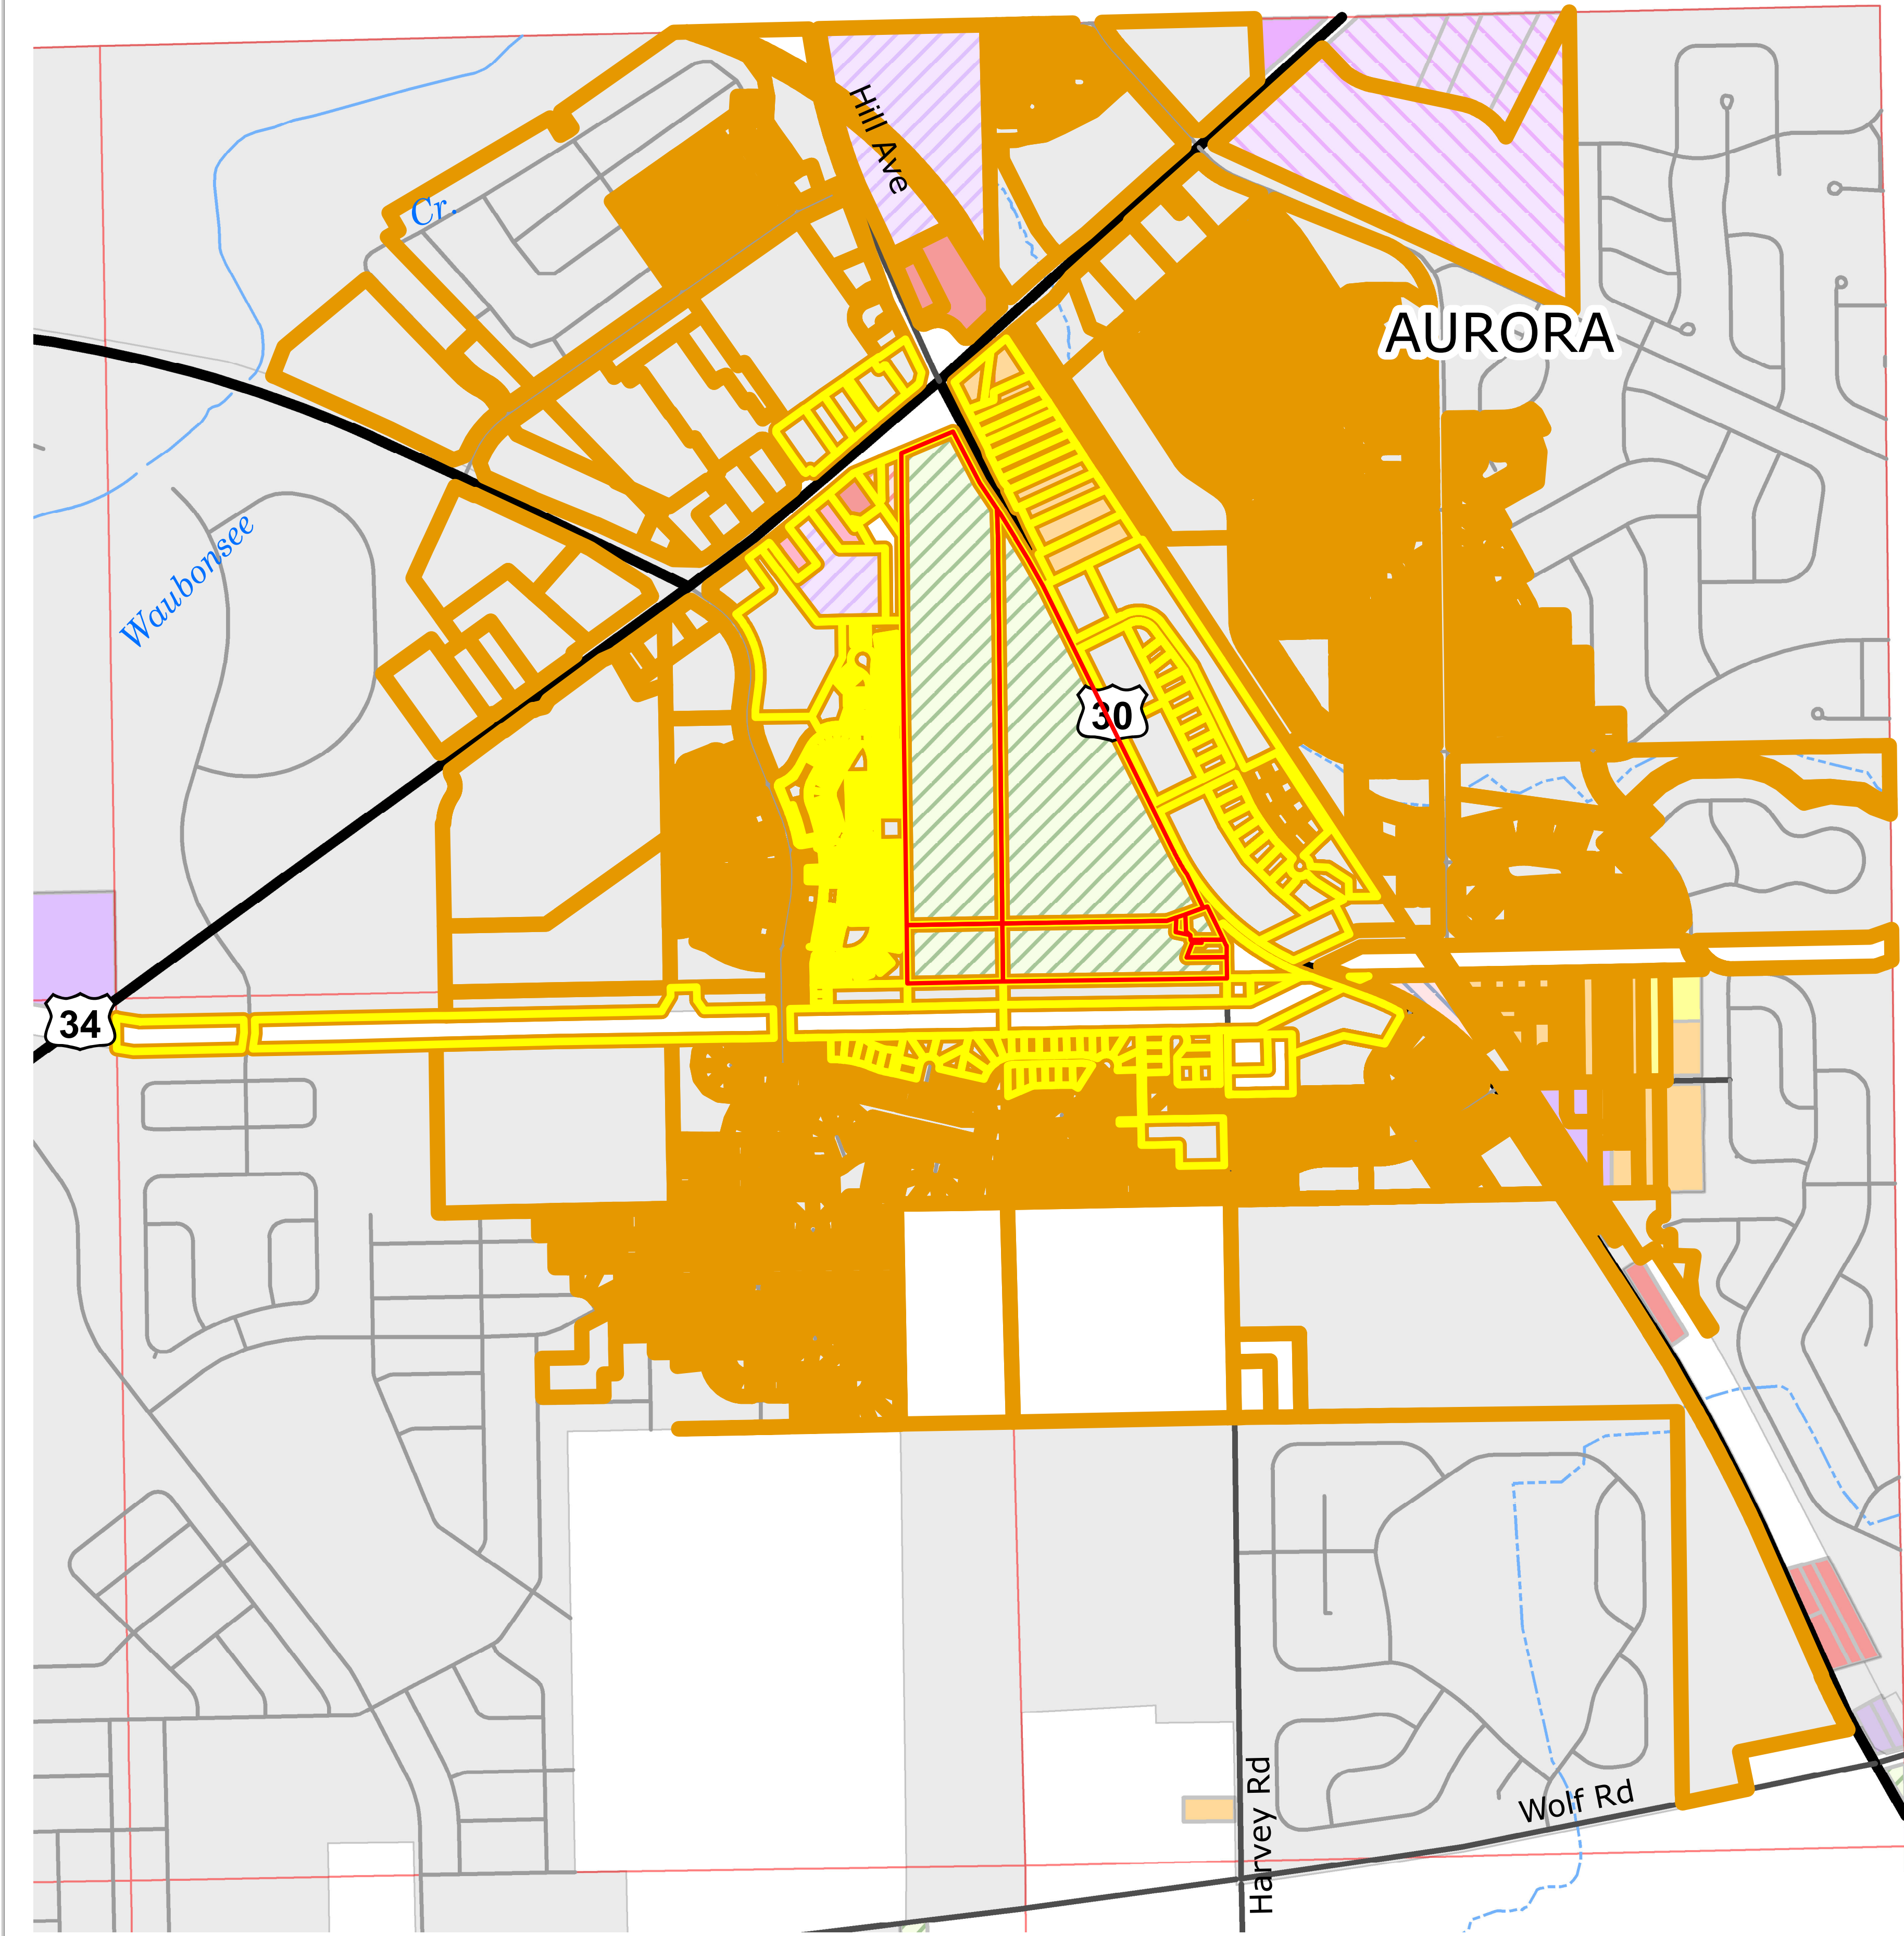 Hill Ave
Cr.
AURORA
Waubonsee
30
34
Harvey Rd
Wolf Rd